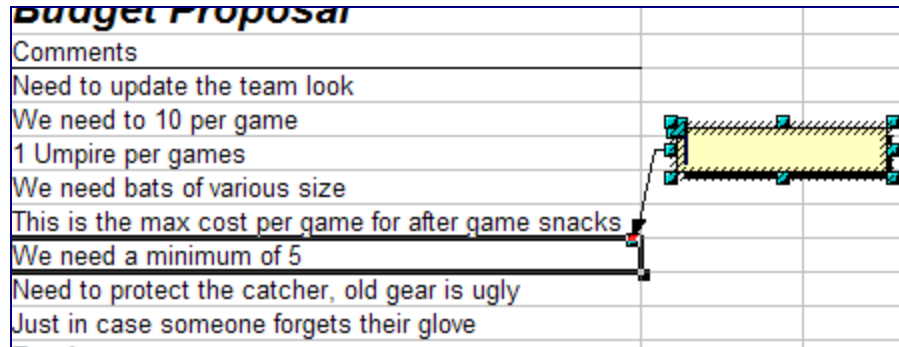 Budget Proposal
Comments
Need to update the team look
We need to 10 per game
1 Umpire per games
We need bats of various size
This is the max cost per game for after game snacks
We need a minimum of 5
Need to protect the catcher, old gear is ugly
Just in case someone forgets their glove